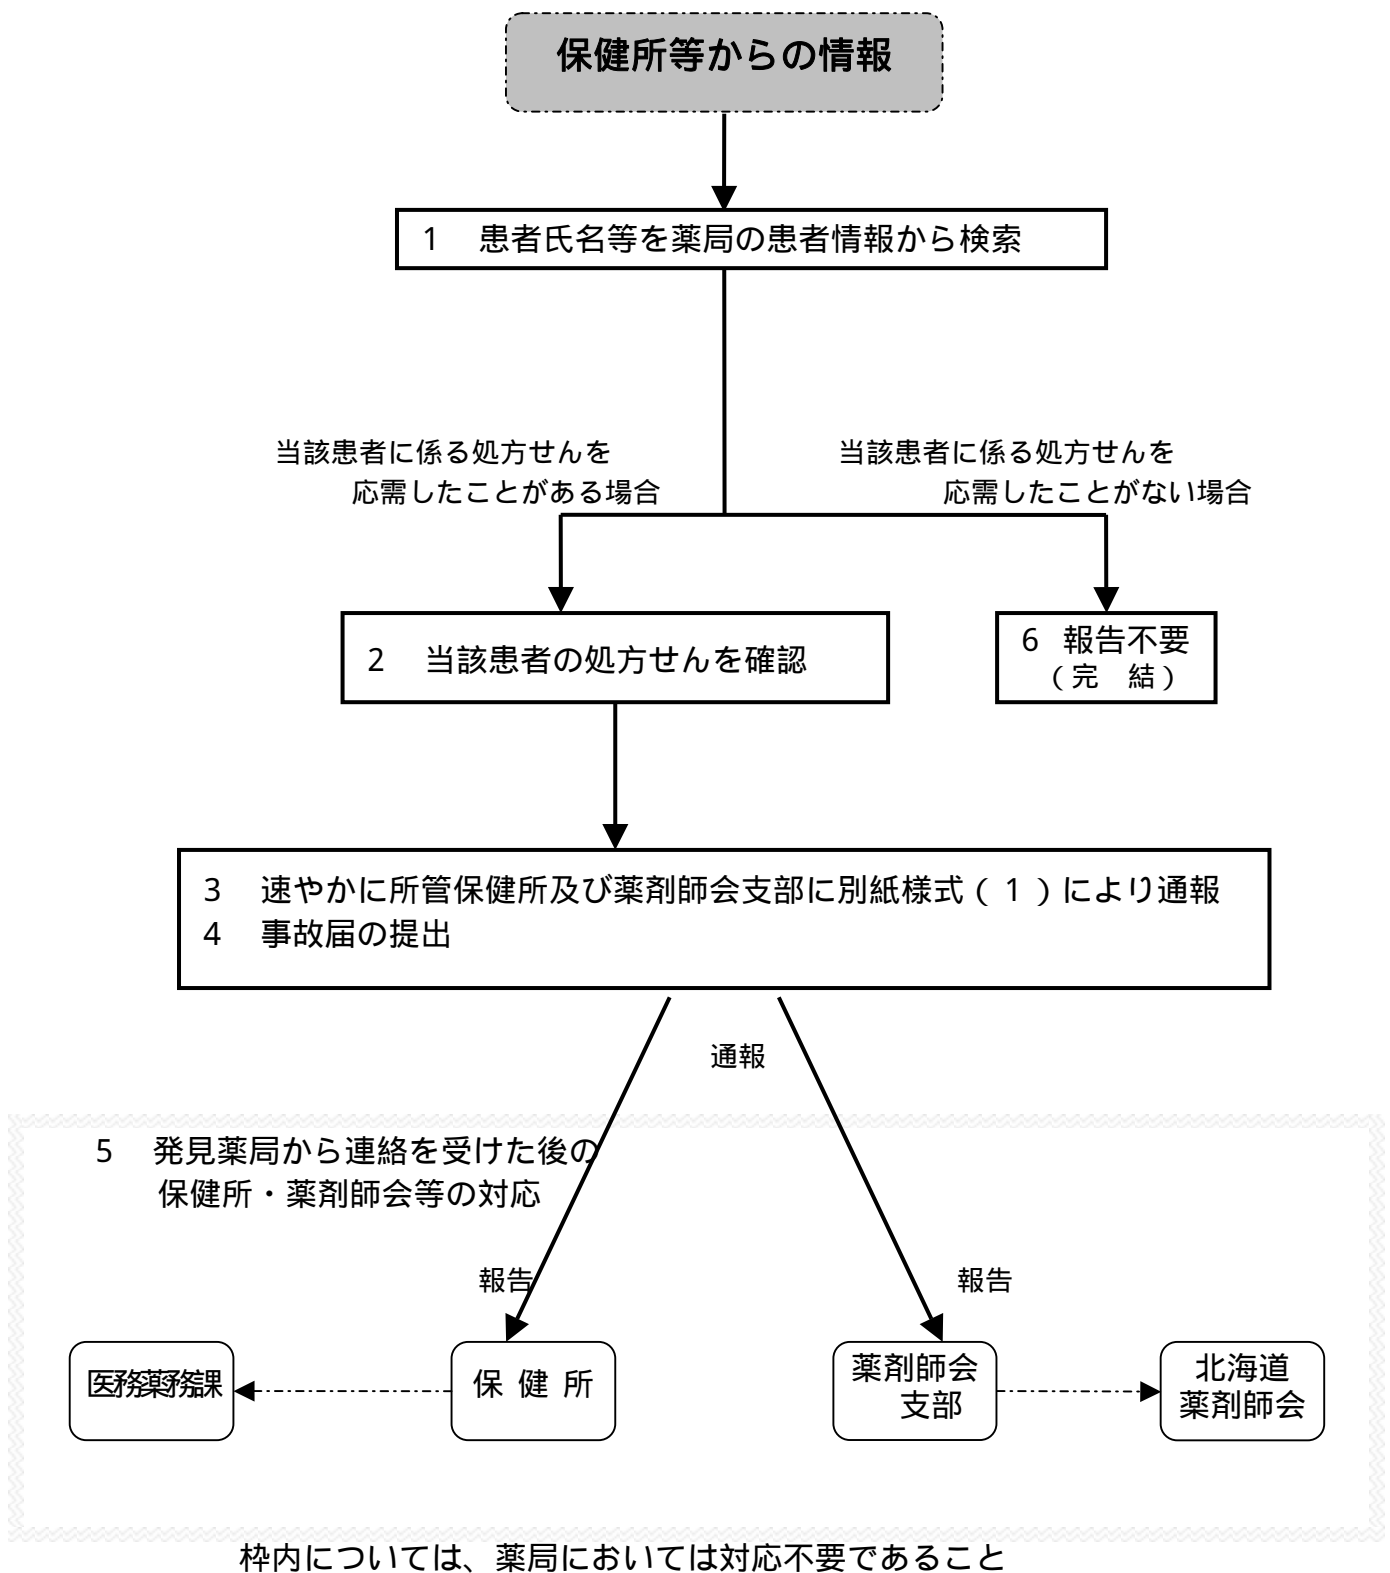 保健所等からの情報
1　患者氏名等を薬局の患者情報から検索
当該患者に係る処方せんを
応需したことがある場合
当該患者に係る処方せんを
応需したことがない場合
2　当該患者の処方せんを確認
6 報告不要
（完　結）
3　速やかに所管保健所及び薬剤師会支部に別紙様式（１）により通報
4　事故届の提出
通報
5　発見薬局から連絡を受けた後の
保健所・薬剤師会等の対応
報告
報告
医務薬務課
保 健 所
薬剤師会
支部
北海道
薬剤師会
枠内については、薬局においては対応不要であること